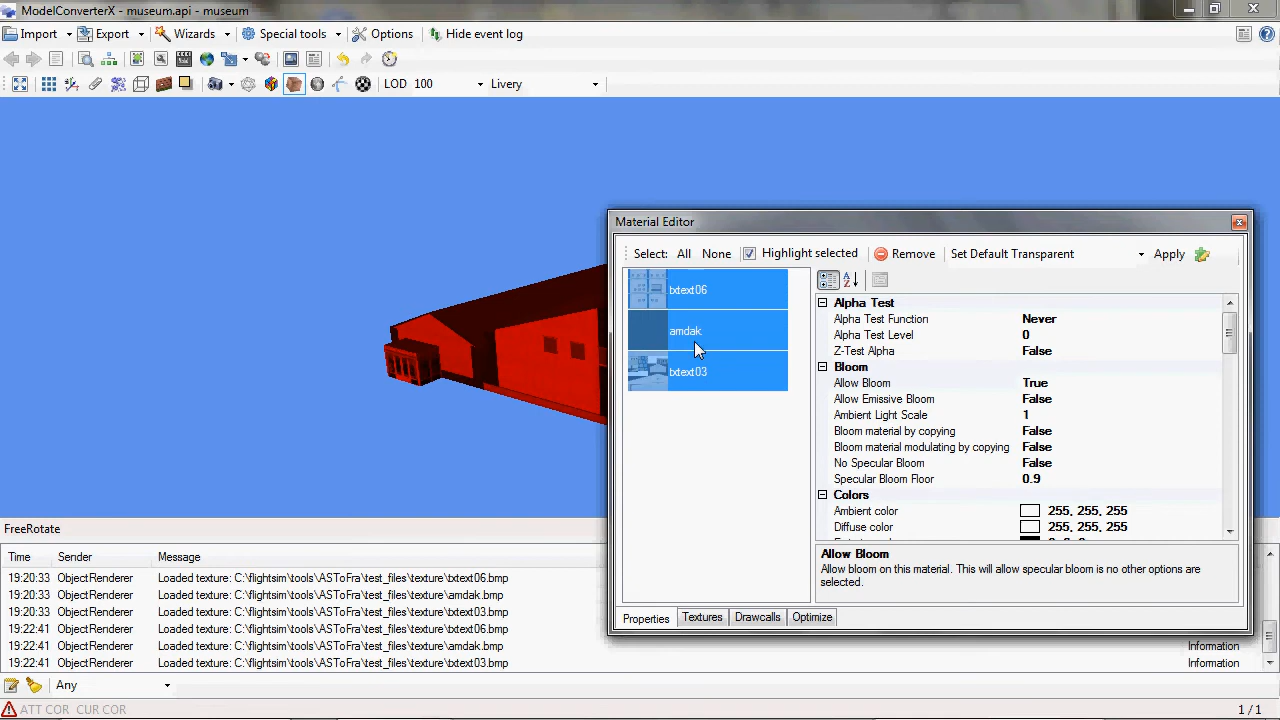 ModelConverterX - museum.api - museum
Import Export Wizards Special tools Options Hide event log
LOD 100 Livery
Material Editor
Select: All None Highlight selected Remove Set Default Transparent Apply
txtext06
amdak
txtext03
Alpha Test
Alpha Test Function Never
Alpha Test Level 0
Z-Test Alpha False
Bloom
Allow Bloom True
Allow Emissive Bloom False
Ambient Light Scale 1
Bloom material by copying False
Bloom material modulating by copying False
No Specular Bloom False
Specular Bloom Floor 0.9
Colors
Ambient color 255, 255, 255
Diffuse color 255, 255, 255
Allow Bloom
Allow bloom on this material. This will allow specular bloom is no other options are
selected.
Properties Textures Drawcalls Optimize
FreeRotate
Time Sender Message
19:20:33 ObjectRenderer Loaded texture: C:\flightsim\tools\ASToFra\test_files\texture\txtext06.bmp
19:20:33 ObjectRenderer Loaded texture: C:\flightsim\tools\ASToFra\test_files\texture\amdak.bmp
19:20:33 ObjectRenderer Loaded texture: C:\flightsim\tools\ASToFra\test_files\texture\txtext03.bmp
19:22:41 ObjectRenderer Loaded texture: C:\flightsim\tools\ASToFra\test_files\texture\txtext06.bmp
19:22:41 ObjectRenderer Loaded texture: C:\flightsim\tools\ASToFra\test_files\texture\amdak.bmp Information
19:22:41 ObjectRenderer Loaded texture: C:\flightsim\tools\ASToFra\test_files\texture\txtext03.bmp Information
Any
ATT COR CUR COR 1 / 1